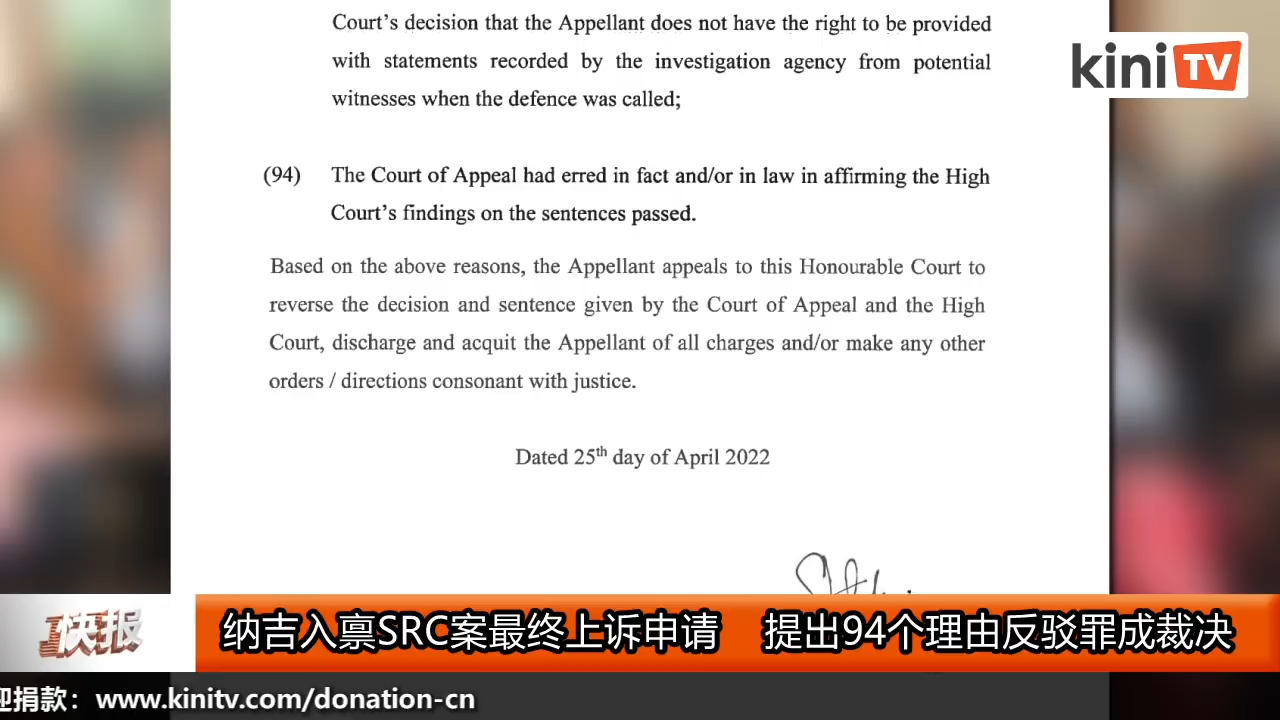 Court’s decision that the Appellant does not have the right to be provided
with statements recorded by the investigation agency from potential
witnesses when the defence was called;
kini TV
(94) The Court of Appeal had erred in fact and/or in law in affirming the High
Court’s findings on the sentences passed.
Based on the above reasons, the Appellant appeals to this Honourable Court to
reverse the decision and sentence given by the Court of Appeal and the High
Court, discharge and acquit the Appellant of all charges and/or make any other
orders / directions consonant with justice.
Dated 25th day of April 2022
快报
纳吉入禀SRC案最终上诉申请 提出94个理由反驳罪成裁决
迎捐款：www.kinitv.com/donation-cn